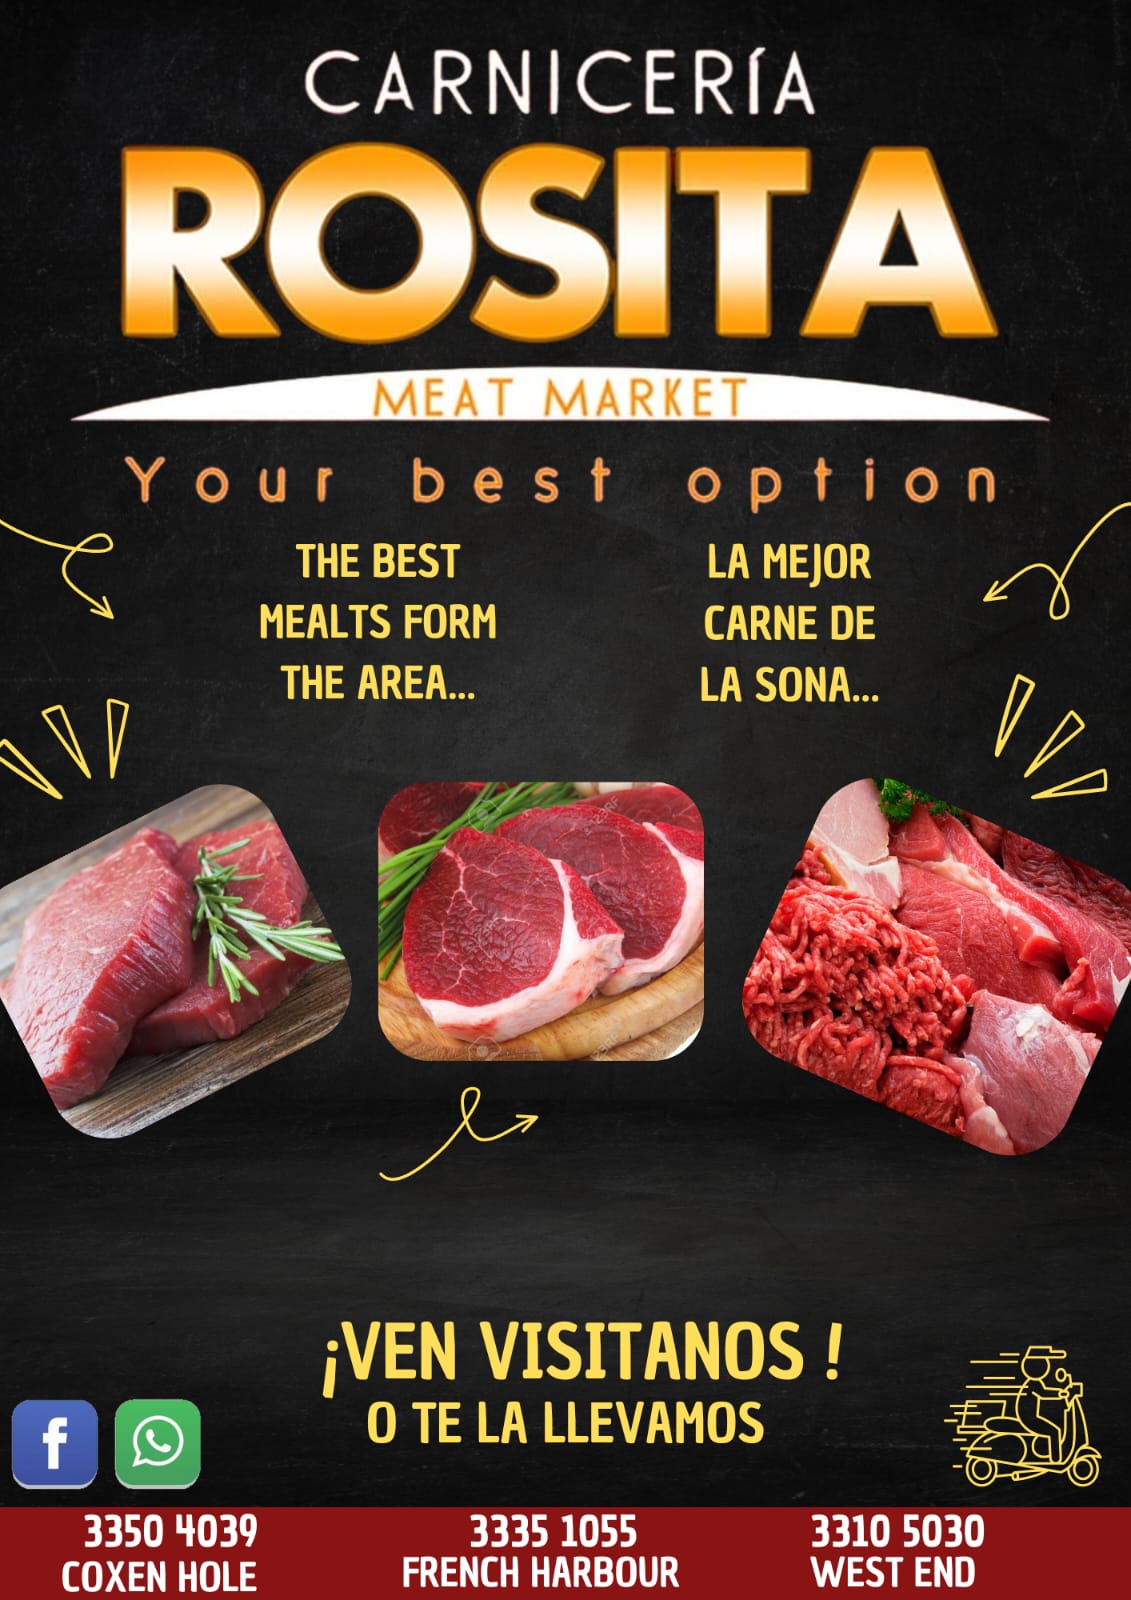 CARNICERÍA
ROSITA
MEAT MARKET
Your best option
THE BEST
MEALTS FORM
THE AREA...
LA MEJOR
CARNE DE
LA SONA...
¡VEN VISITANOS !
O TE LA LLEVAMOS
3350 4039
COXEN HOLE
3335 1055
FRENCH HARBOUR
3310 5030
WEST END